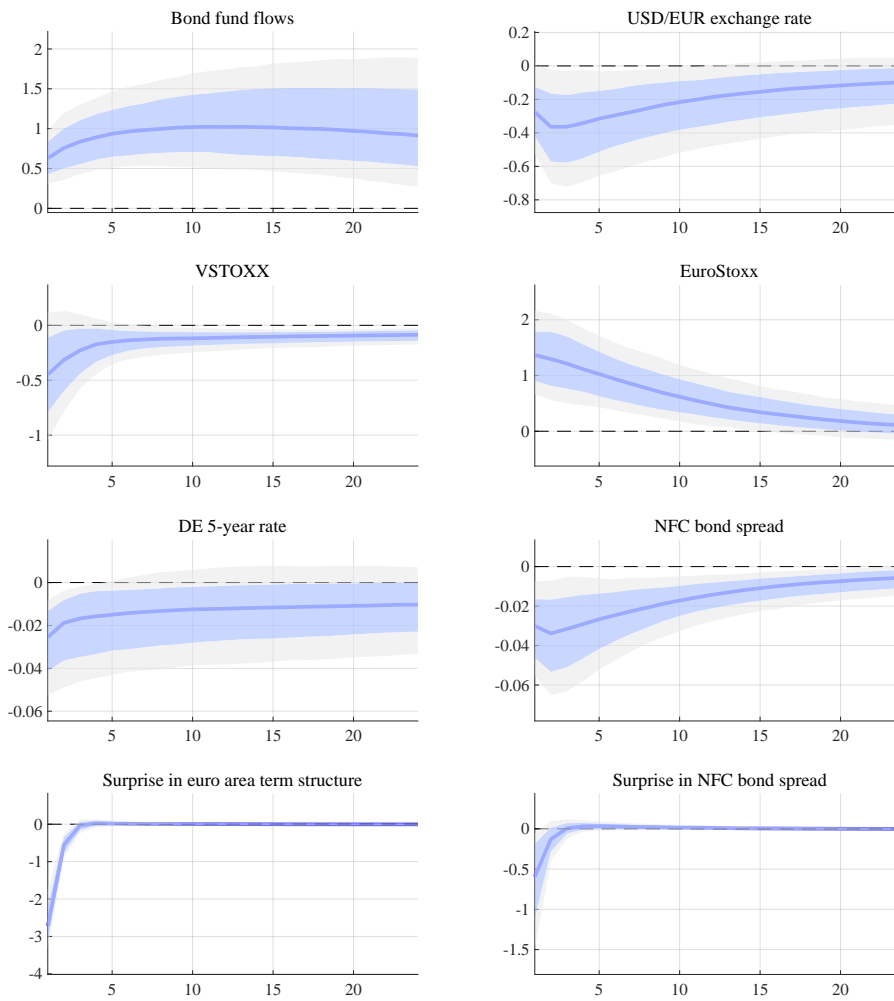 Bond fund flows
2
1.5
1
0.5
0
5 10 15 20
USD/EUR exchange rate
0.2
0
-0.2
-0.4
-0.6
-0.8
5 10 15 20
VSTOXX
0
-0.5
-1
5 10 15 20
EuroStoxx
2
1
0
5 10 15 20
DE 5-year rate
0
-0.02
-0.04
-0.06
5 10 15 20
NFC bond spread
0
-0.02
-0.04
-0.06
5 10 15 20
Surprise in euro area term structure
0
-1
-2
-3
-4
5 10 15 20
Surprise in NFC bond spread
0
-0.5
-1
-1.5
5 10 15 20